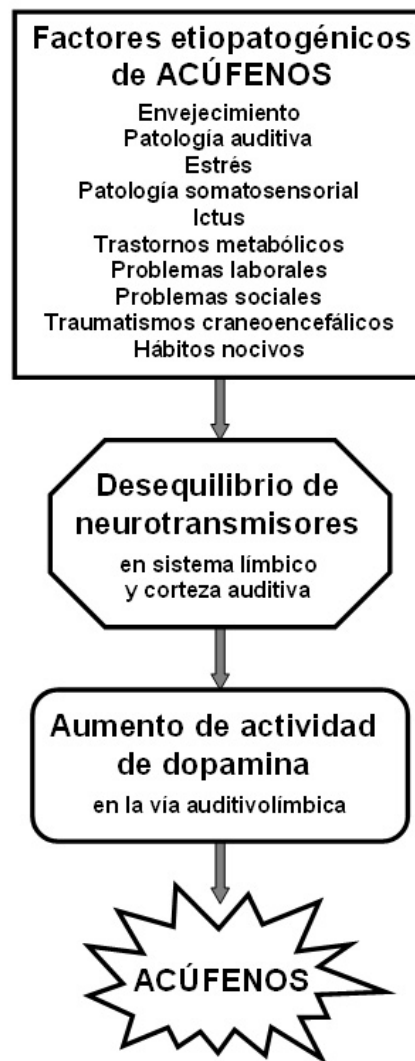 Factores etiopatogénicos
de ACÚFENOS
Envejecimiento
Patología auditiva
Estrés
Patología somatosensorial
Ictus
Trastornos metabólicos
Problemas laborales
Problemas sociales
Traumatismos craneoencefálicos
Hábitos nocivos
Desequilibrio de
neurotransmisores
en sistema límbico
y corteza auditiva
Aumento de actividad
de dopamina
en la vía auditivolímbica
ACÚFENOS